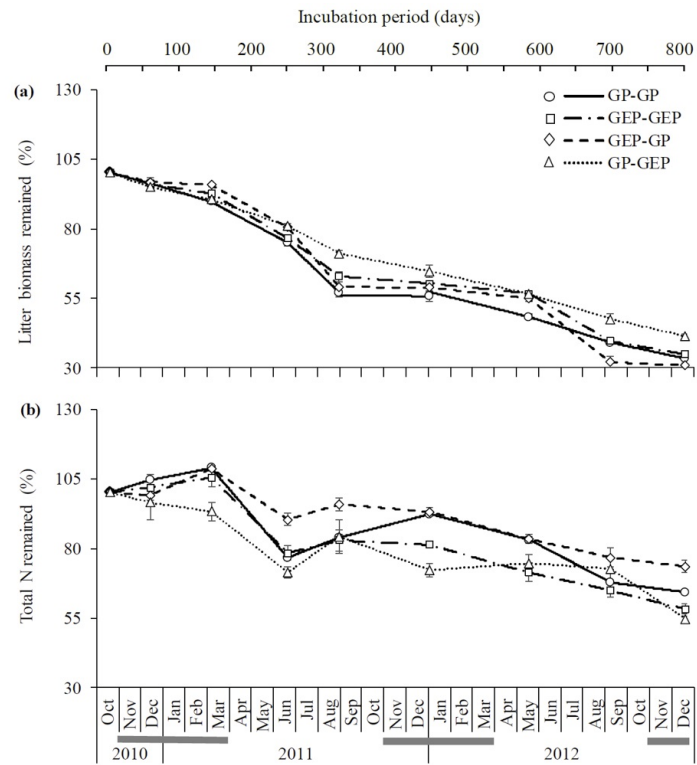 Incubation period (days)
0 100 200 300 400 500 600 700 800
(a)
130
105
80
55
30
Litter biomass remained (%)
GP-GP
GEP-GEP
GEP-GP
GP-GEP
(b)
130
105
80
55
30
Total N remained (%)
Oct Nov Dec Jan Feb Mar Apr May Jun Jul Aug Sep Oct Nov Dec Jan Feb Mar Apr May Jun Jul Aug Sep Oct Nov Dec
2010 2011 2012